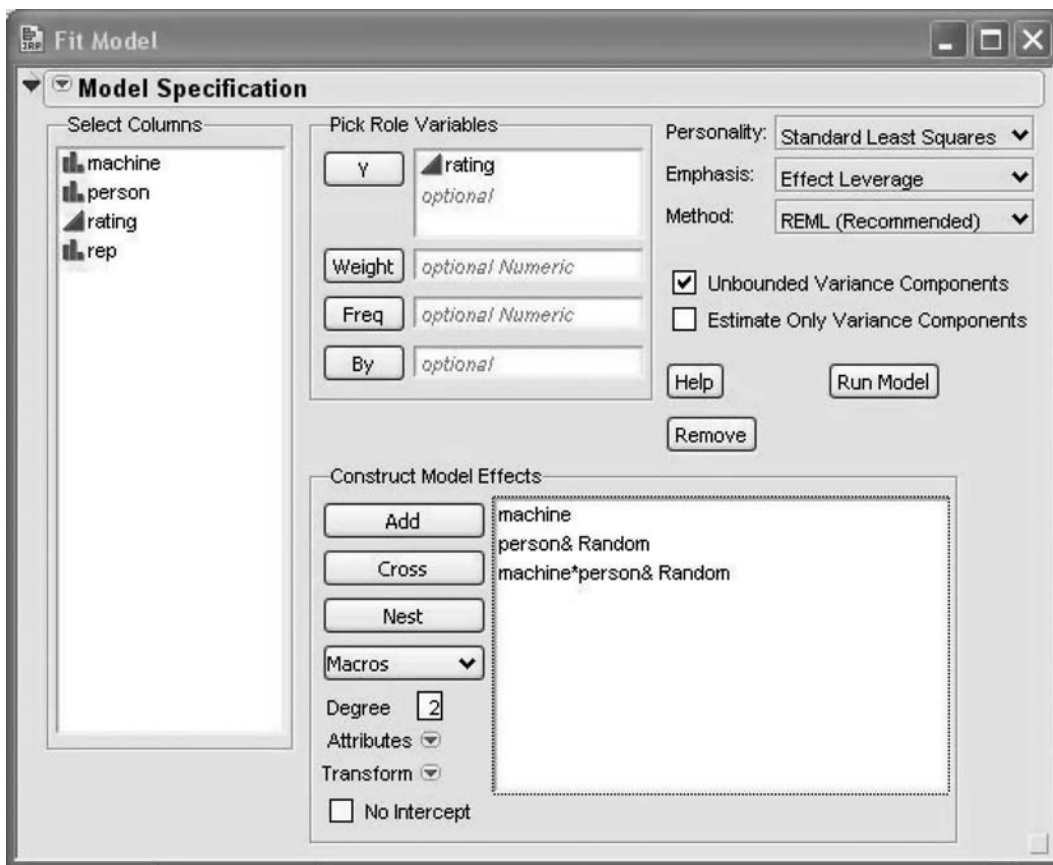 Fit Model
Model Specification
Select Columns
machine
person
rating
rep
Pick Role Variables
Y
rating
optional
Weight
optional Numeric
Freq
optional Numeric
By
optional
Personality:
Standard Least Squares
Emphasis:
Effect Leverage
Method:
REML (Recommended)
Unbounded Variance Components
Estimate Only Variance Components
Help
Run Model
Remove
Construct Model Effects
Add
Cross
Nest
Macros
Degree 2
Attributes
Transform
No Intercept
machine
person& Random
machine*person& Random